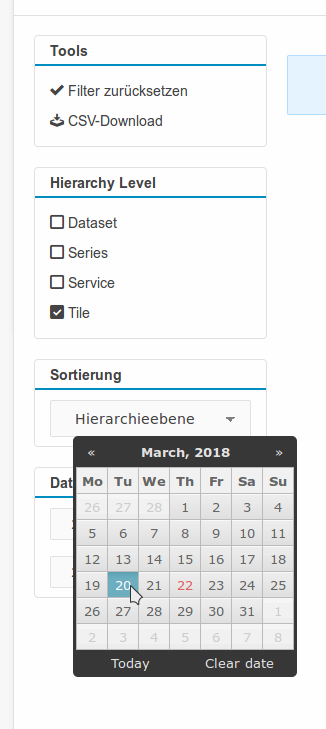 Tools
Filter zurücksetzen
CSV-Download
Hierarchy Level
Dataset
Series
Service
Tile
Sortierung
Hierarchieebene
« March, 2018 »
Mo Tu We Th Fr Sa Su
26 27 28 1 2 3 4
5 6 7 8 9 10 11
12 13 14 15 16 17 18
19 20 21 22 23 24 25
26 27 28 29 30 31 1
2 3 4 5 6 7 8
Today Clear date